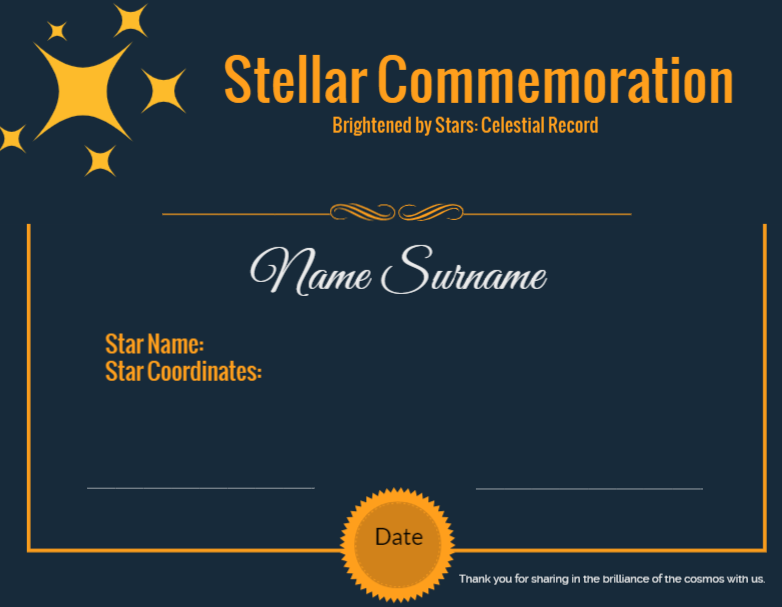 Stellar Commemoration
Brightened by Stars: Celestial Record
Name Surname
Star Name:
Star Coordinates:
Date
Thank you for sharing in the brilliance of the cosmos with us.